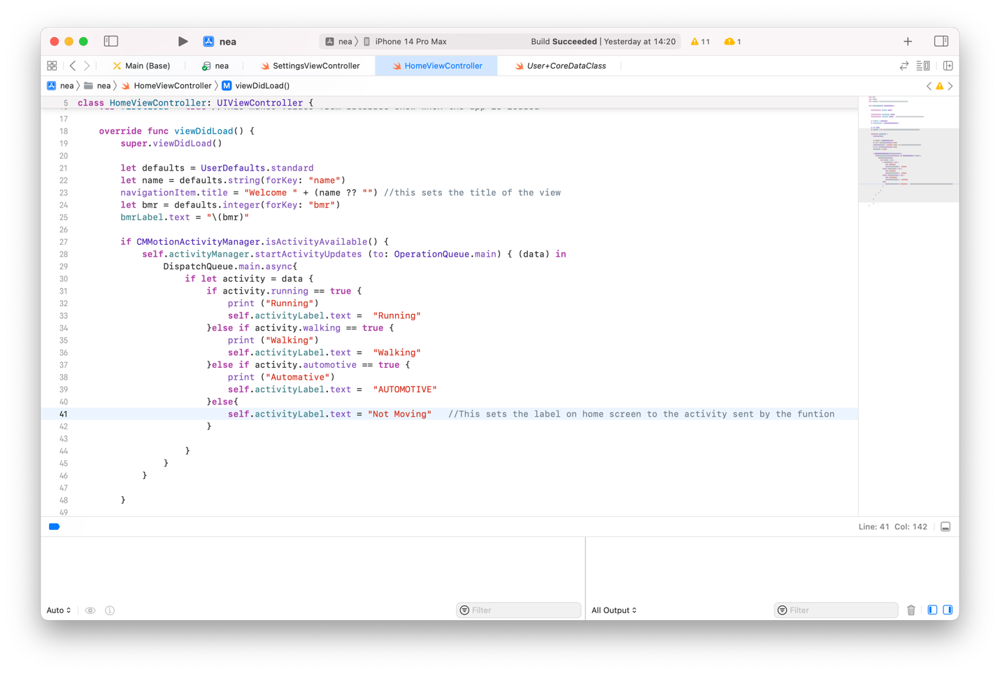 nea
nea 〉 iPhone 14 Pro Max
Build Succeeded | Yesterday at 14:20
11
1
Main (Base)
nea
SettingsViewController
HomeViewController
User+CoreDataClass
nea 〉 nea 〉 HomeViewController 〉 M viewDidLoad()
5 class HomeViewController: UIViewController {
17
18 override func viewDidLoad() {
19 super.viewDidLoad()
20
21 let defaults = UserDefaults.standard
22 let name = defaults.string(forKey: "name")
23 navigationItem.title = "Welcome " + (name ?? "") //this sets the title of the view
24 let bmr = defaults.integer(forKey: "bmr")
25 bmrLabel.text = "\(bmr)"
26
27 if CMMotionActivityManager.isActivityAvailable() {
28 self.activityManager.startActivityUpdates (to: OperationQueue.main) { (data) in
29 DispatchQueue.main.async{
30 if let activity = data {
31 if activity.running == true {
32 print ("Running")
33 self.activityLabel.text =  "Running"
34 }else if activity.walking == true {
35 print ("Walking")
36 self.activityLabel.text =  "Walking"
37 }else if activity.automotive == true {
38 print ("Automative")
39 self.activityLabel.text =  "AUTOMOTIVE"
40 }else{
41 self.activityLabel.text = "Not Moving"   //This sets the label on home screen to the activity sent by the funtion
42 }
43
44 }
45 }
46 }
47
48 }
49
Line: 41 Col: 142
Auto
Filter
All Output
Filter